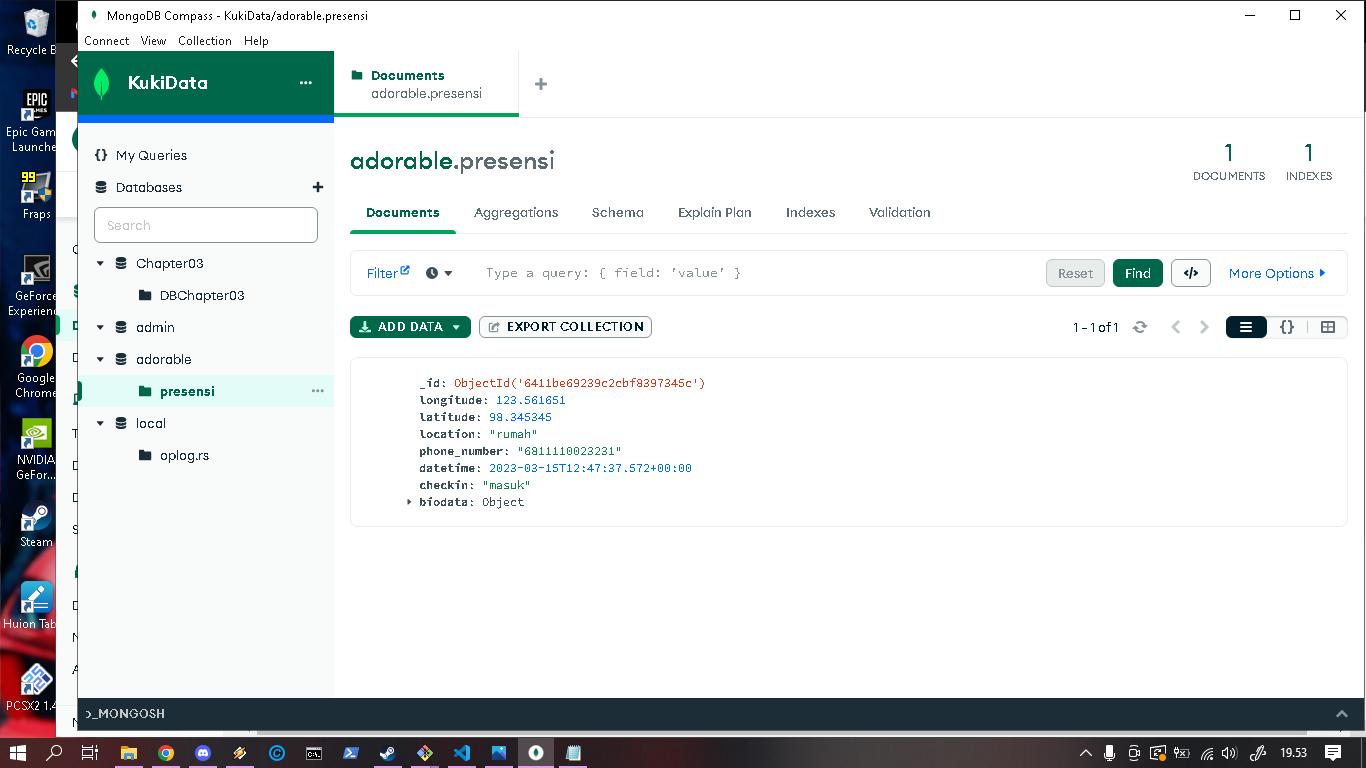 MongoDB Compass - KukiData/adorable.presensi
Connect View Collection Help
KukiData
Documents
adorable.presensi
My Queries
Databases
Search
Chapter03
DBChapter03
admin
adorable
presensi
local
oplog.rs
adorable.presensi
1
DOCUMENTS
1
INDEXES
Documents Aggregations Schema Explain Plan Indexes Validation
Filter
Type a query: { field: 'value' }
Reset
Find
</>
More Options
ADD DATA
EXPORT COLLECTION
1 – 1 of 1
{}
_id: ObjectId('6411be69239c2cbf8397345c')
longitude: 123.561651
latitude: 98.345345
location: "rumah"
phone_number: "6811110023231"
datetime: 2023-03-15T12:47:37.572+00:00
checkin: "masuk"
biodata: Object
>_MONGOSH
Recycle B
Epic Gam
Launche
99
Fraps
GeForce
Experien
Google
Chrome
NVIDIA
GeFor...
Steam
Huion Tab
PCSX2 1.4
19.53